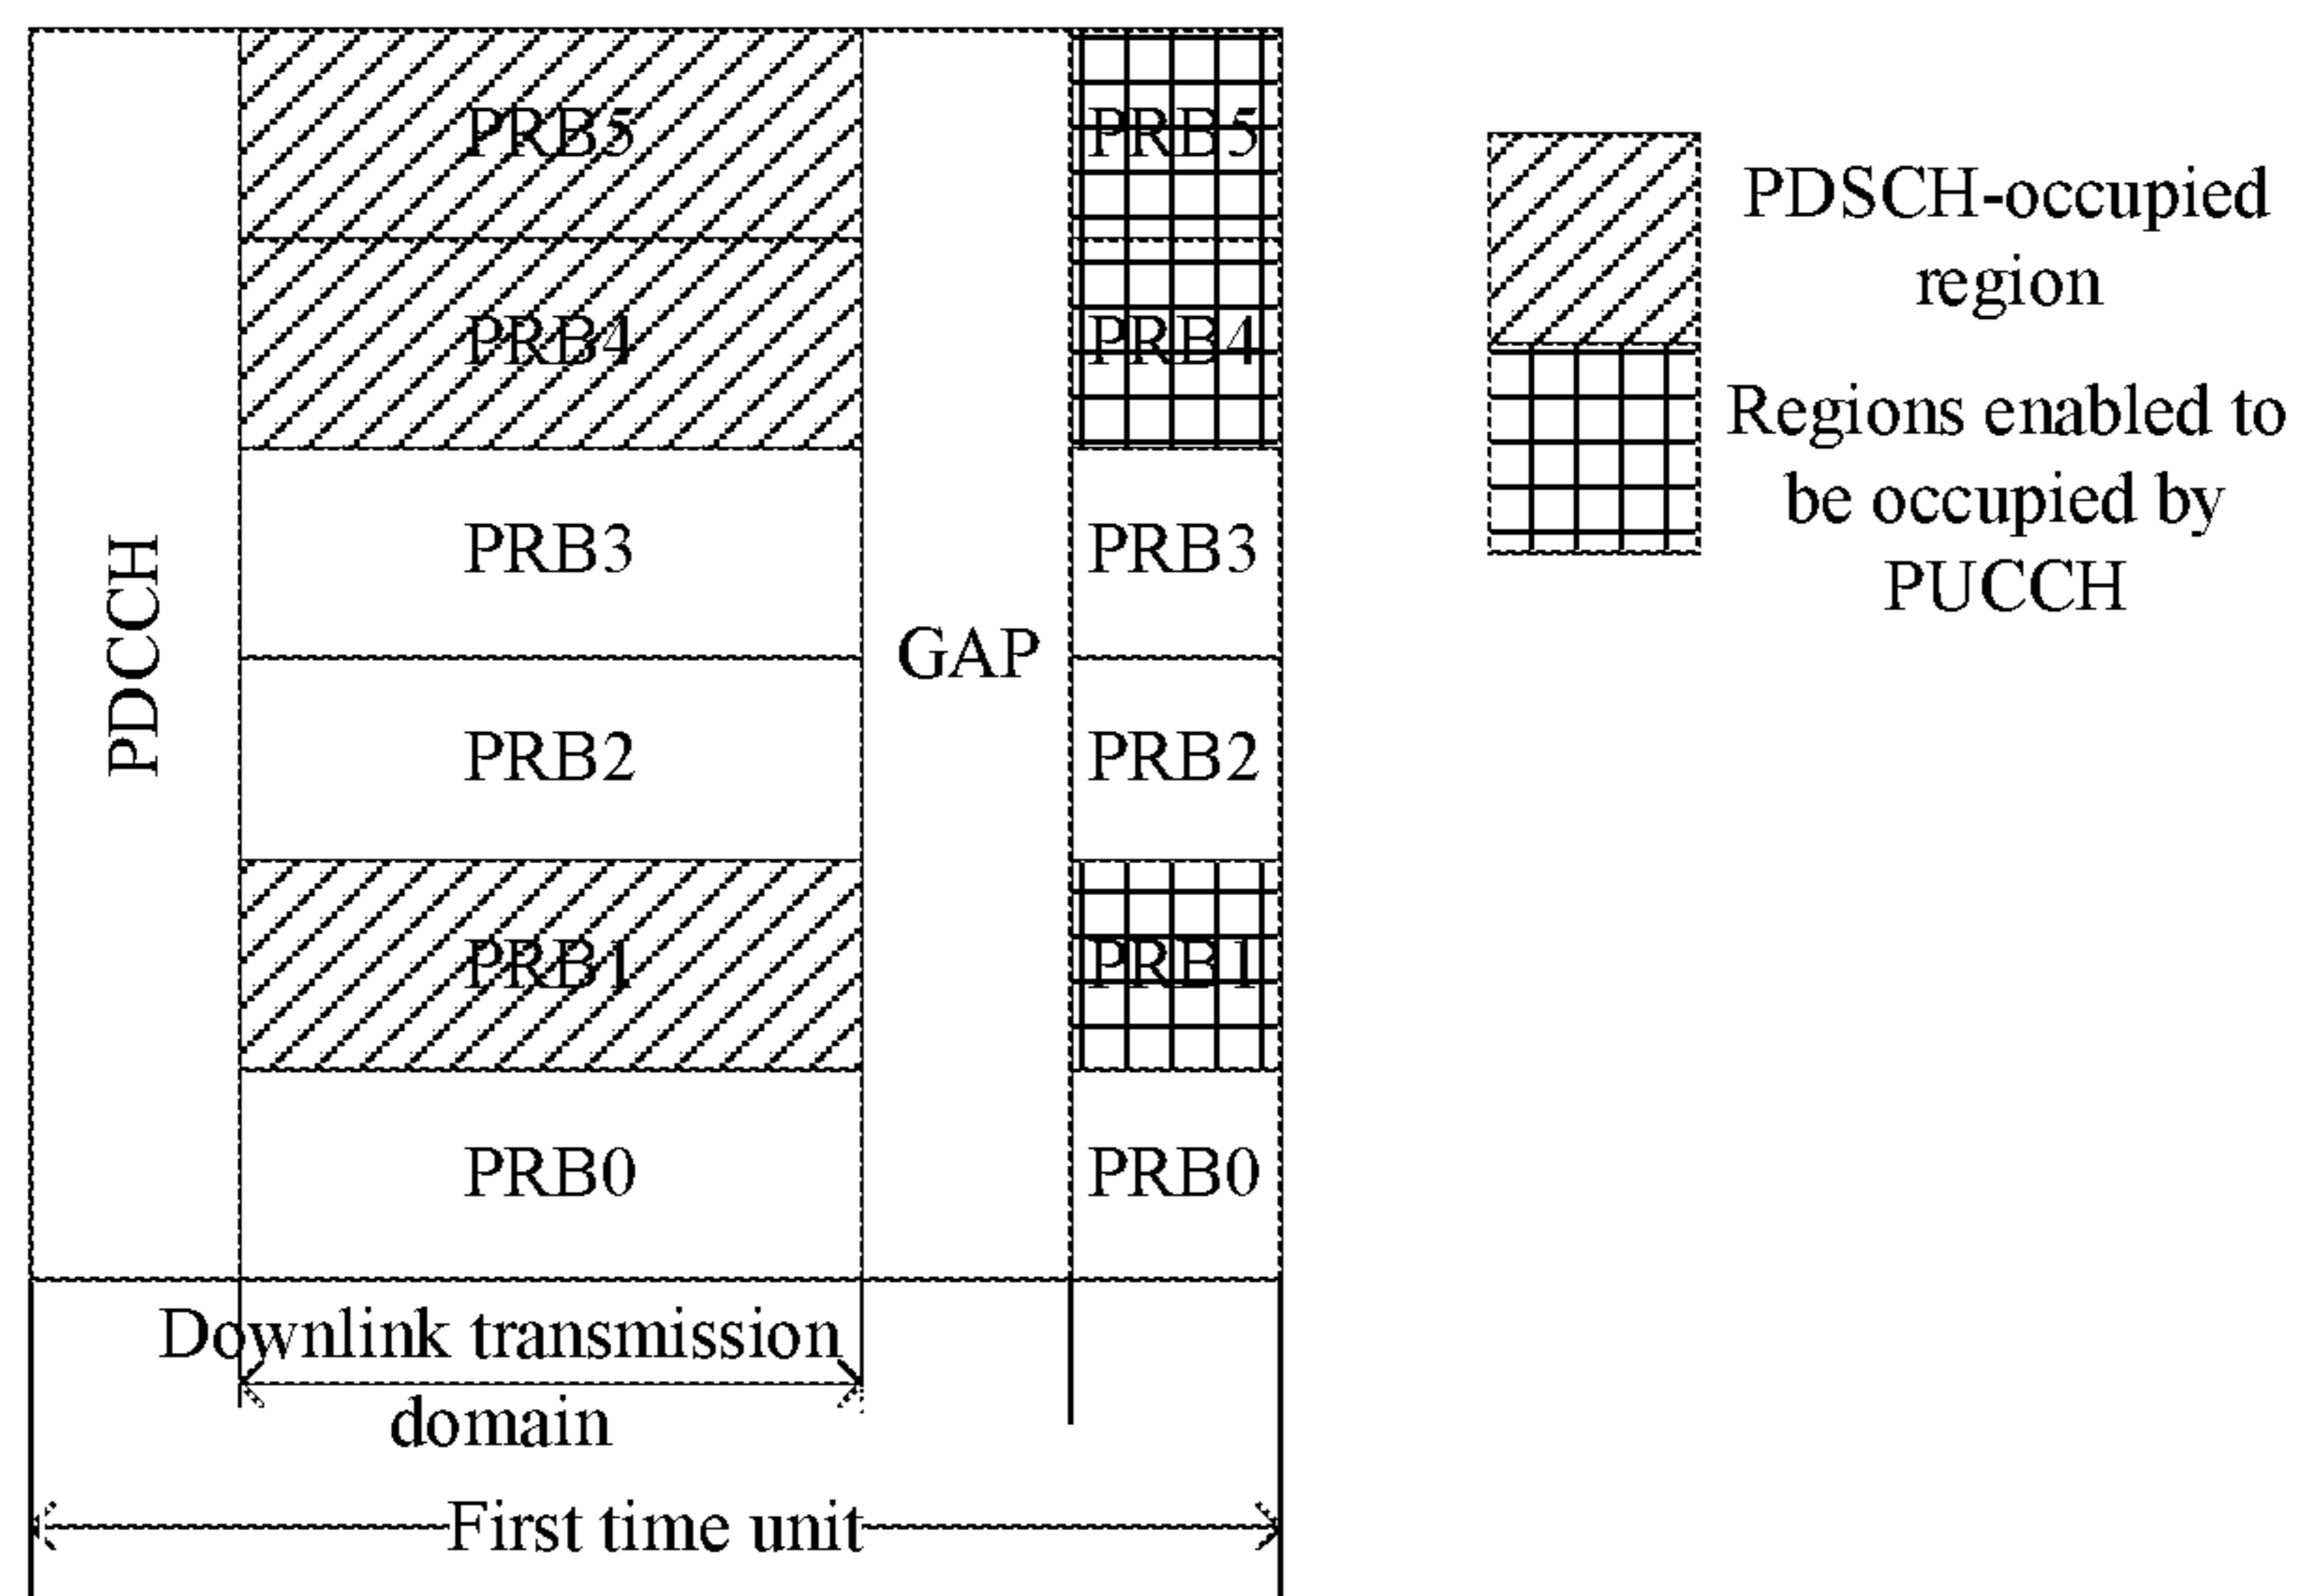 PDCCH
PRB5
PRB4
PRB3
PRB2
PRB1
PRB0
GAP
PRB5
PRB4
PRB3
PRB2
PRB1
PRB0
PDSCH-occupied
region
Regions enabled to
be occupied by
PUCCH
Downlink transmission
domain
First time unit